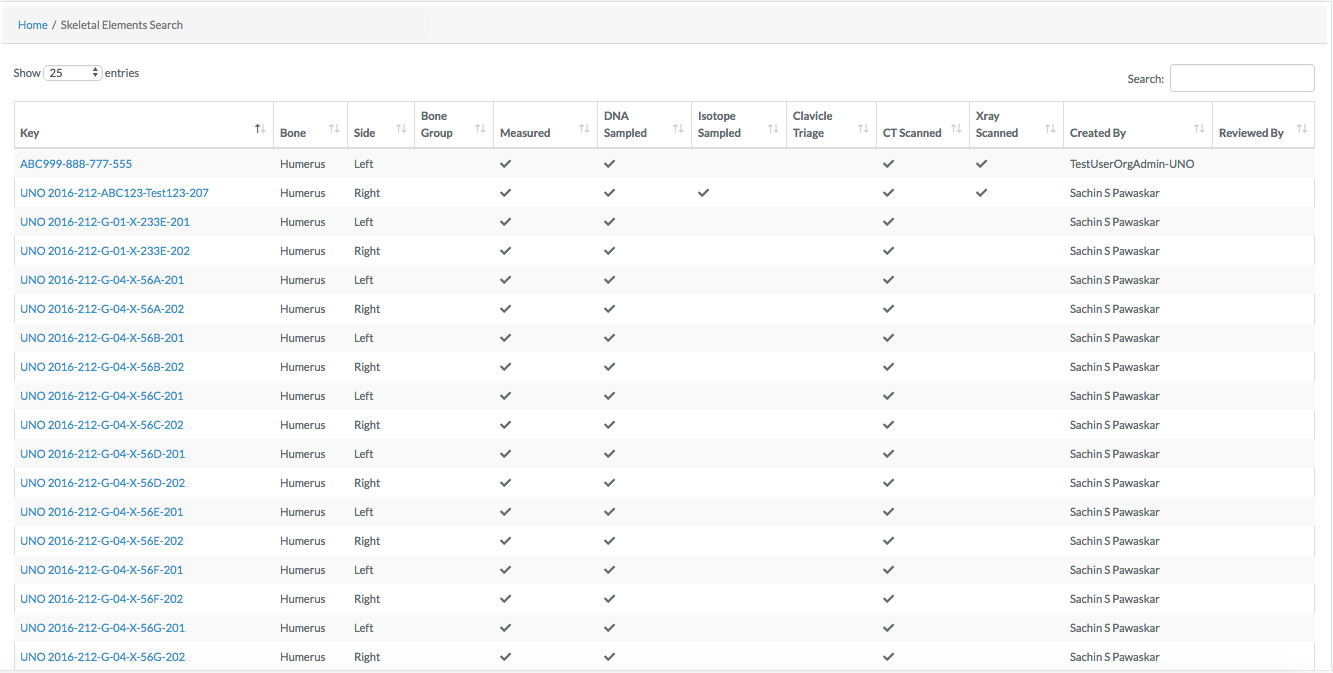 Home / Skeletal Elements Search
Show 25 entries
Search:
Key Bone Side Bone Group Measured DNA Sampled Isotope Sampled Clavicle Triage CT Scanned Xray Scanned Created By Reviewed By
ABC999-888-777-555 Humerus Left ✔ ✔ ✔ ✔ TestUserOrgAdmin-UNO
UNO 2016-212-ABC123-Test123-207 Humerus Right ✔ ✔ ✔ ✔ ✔ Sachin S Pawaskar
UNO 2016-212-G-01-X-233E-201 Humerus Left ✔ ✔ ✔ Sachin S Pawaskar
UNO 2016-212-G-01-X-233E-202 Humerus Right ✔ ✔ ✔ Sachin S Pawaskar
UNO 2016-212-G-04-X-56A-201 Humerus Left ✔ ✔ ✔ Sachin S Pawaskar
UNO 2016-212-G-04-X-56A-202 Humerus Right ✔ ✔ ✔ Sachin S Pawaskar
UNO 2016-212-G-04-X-56B-201 Humerus Left ✔ ✔ ✔ Sachin S Pawaskar
UNO 2016-212-G-04-X-56B-202 Humerus Right ✔ ✔ ✔ Sachin S Pawaskar
UNO 2016-212-G-04-X-56C-201 Humerus Left ✔ ✔ ✔ Sachin S Pawaskar
UNO 2016-212-G-04-X-56C-202 Humerus Right ✔ ✔ ✔ Sachin S Pawaskar
UNO 2016-212-G-04-X-56D-201 Humerus Left ✔ ✔ ✔ Sachin S Pawaskar
UNO 2016-212-G-04-X-56D-202 Humerus Right ✔ ✔ ✔ Sachin S Pawaskar
UNO 2016-212-G-04-X-56E-201 Humerus Left ✔ ✔ ✔ Sachin S Pawaskar
UNO 2016-212-G-04-X-56E-202 Humerus Right ✔ ✔ ✔ Sachin S Pawaskar
UNO 2016-212-G-04-X-56F-201 Humerus Left ✔ ✔ ✔ Sachin S Pawaskar
UNO 2016-212-G-04-X-56F-202 Humerus Right ✔ ✔ ✔ Sachin S Pawaskar
UNO 2016-212-G-04-X-56G-201 Humerus Left ✔ ✔ ✔ Sachin S Pawaskar
UNO 2016-212-G-04-X-56G-202 Humerus Right ✔ ✔ ✔ Sachin S Pawaskar